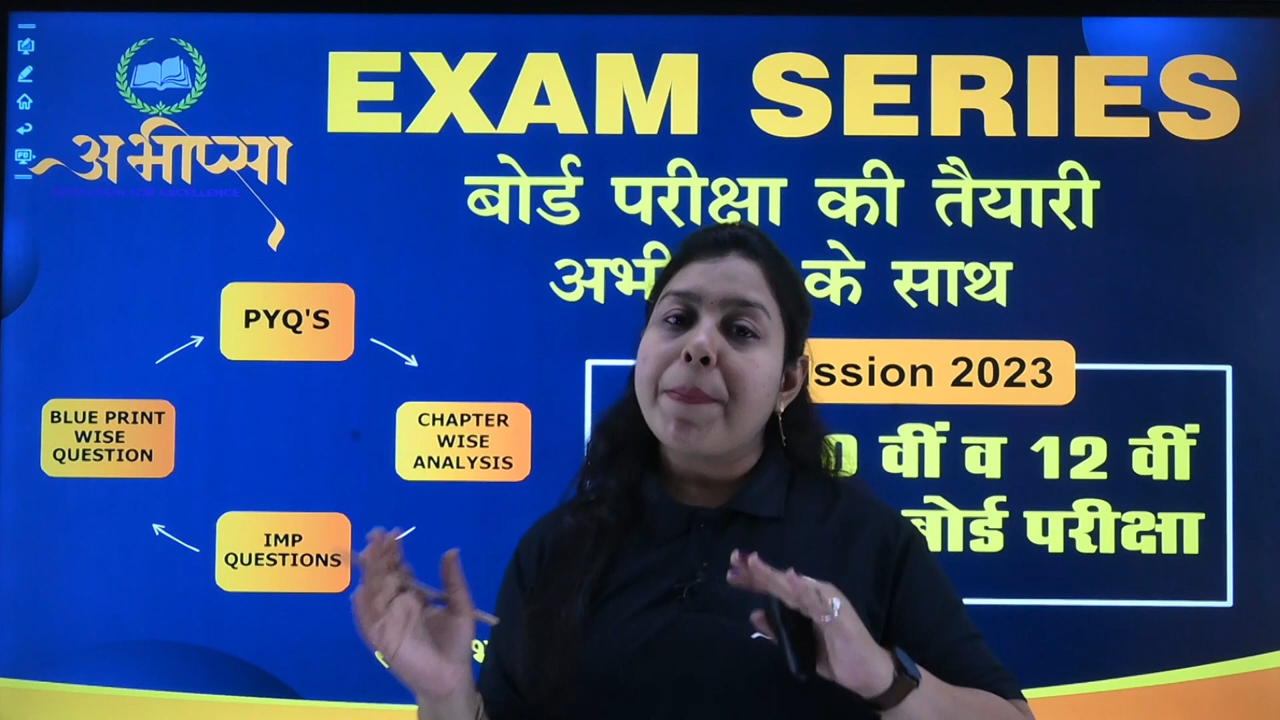 EXAM SERIES
अभीप्सा
बोर्ड परीक्षा की तैयारी
के साथ
PYQ'S
2023
BLUE PRINT
WISE
QUESTION
CHAPTER
WISE
ANALYSIS
वीं व 12 वीं
बोर्ड परीक्षा
IMP
QUESTIONS